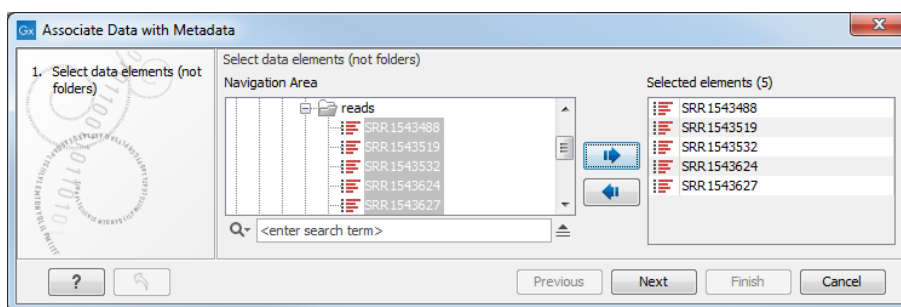 Gx Associate Data with Metadata
1. Select data elements (not folders)
Select data elements (not folders)
Navigation Area
reads
SRR1543488
SRR1543519
SRR1543532
SRR1543624
SRR1543627
<enter search term>
Selected elements (5)
SRR1543488
SRR1543519
SRR1543532
SRR1543624
SRR1543627
?
Previous
Next
Finish
Cancel